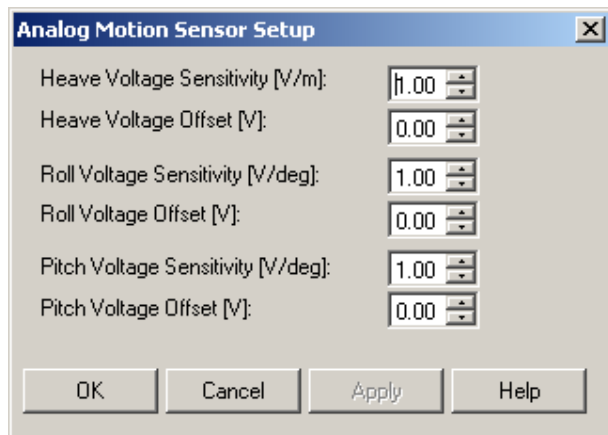 Analog Motion Sensor Setup
Heave Voltage Sensitivity [V/m]: 1.00
Heave Voltage Offset [V]: 0.00
Roll Voltage Sensitivity [V/deg]: 1.00
Roll Voltage Offset [V]: 0.00
Pitch Voltage Sensitivity [V/deg]: 1.00
Pitch Voltage Offset [V]: 0.00
OK Cancel Apply Help